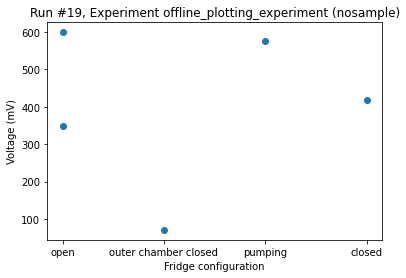 Run #19, Experiment offline_plotting_experiment (nosample)
600
500
400
300
200
100
Voltage (mV)
open outer chamber closed pumping closed
Fridge configuration